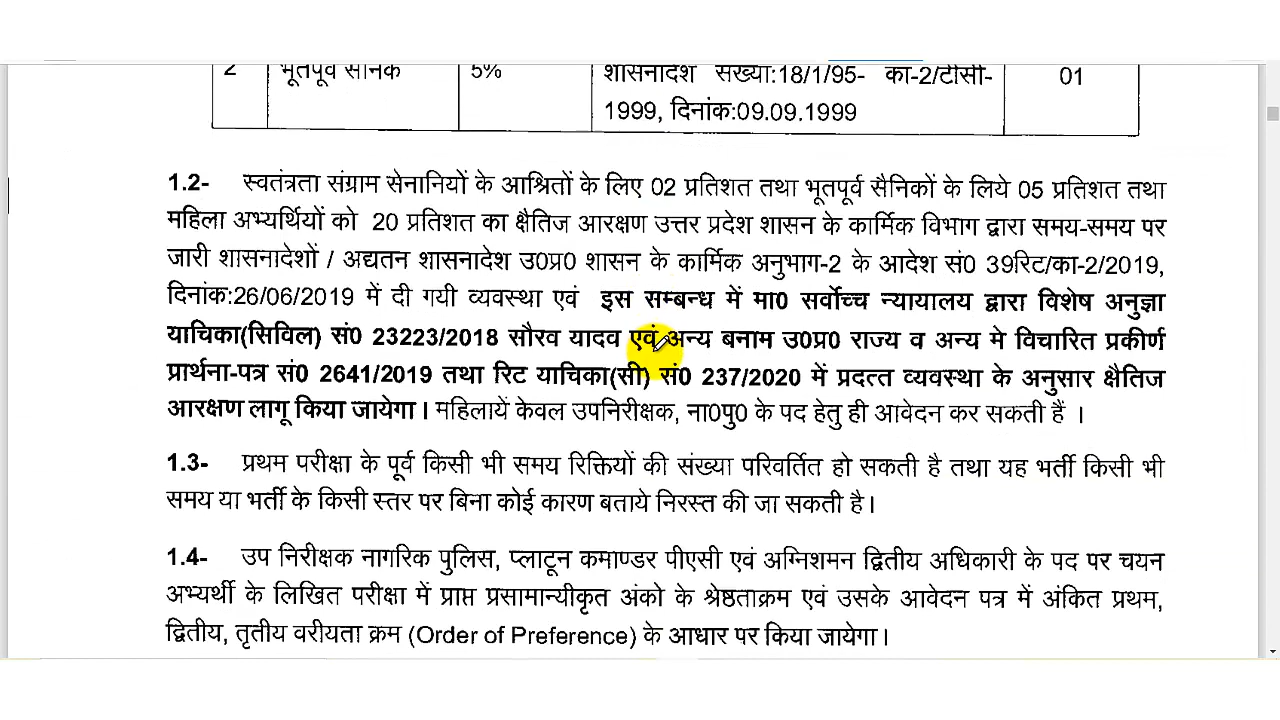 2 भूतपूर्व सैनिक 5% शासनादेश संख्या:18/1/95- का-2/टीसी- 01
1999, दिनांक:09.09.1999
1.2- स्वतंत्रता संग्राम सेनानियों के आश्रितों के लिए 02 प्रतिशत तथा भूतपूर्व सैनिकों के लिये 05 प्रतिशत तथा
महिला अभ्यर्थियों को 20 प्रतिशत का क्षैतिज आरक्षण उत्तर प्रदेश शासन के कार्मिक विभाग द्वारा समय-समय पर
जारी शासनादेशों / अद्यतन शासनादेश उ0प्र0 शासन के कार्मिक अनुभाग-2 के आदेश सं0 39रिट/का-2/2019,
दिनांक:26/06/2019 में दी गयी व्यवस्था एवं इस सम्बन्ध में मा0 सर्वोच्च न्यायालय द्वारा विशेष अनुज्ञा
याचिका(सिविल) सं0 23223/2018 सौरव यादव एवं अन्य बनाम उ0प्र0 राज्य व अन्य मे विचारित प्रकीर्ण
प्रार्थना-पत्र सं0 2641/2019 तथा रिट याचिका(सी) सं0 237/2020 में प्रदत्त व्यवस्था के अनुसार क्षैतिज
आरक्षण लागू किया जायेगा। महिलायें केवल उपनिरीक्षक, ना0पु0 के पद हेतु ही आवेदन कर सकती हैं ।
1.3- प्रथम परीक्षा के पूर्व किसी भी समय रिक्तियों की संख्या परिवर्तित हो सकती है तथा यह भर्ती किसी भी
समय या भर्ती के किसी स्तर पर बिना कोई कारण बताये निरस्त की जा सकती है।
1.4- उप निरीक्षक नागरिक पुलिस, प्लाटून कमाण्डर पीएसी एवं अग्निशमन द्वितीय अधिकारी के पद पर चयन
अभ्यर्थी के लिखित परीक्षा में प्राप्त प्रसामान्यीकृत अंको के श्रेष्ठताक्रम एवं उसके आवेदन पत्र में अंकित प्रथम,
द्वितीय, तृतीय वरीयता क्रम (Order of Preference) के आधार पर किया जायेगा।